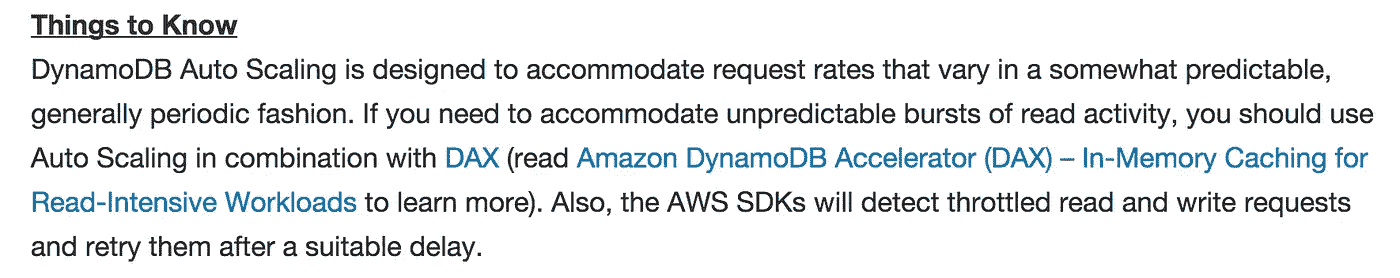 Things to Know
DynamoDB Auto Scaling is designed to accommodate request rates that vary in a somewhat predictable,
generally periodic fashion. If you need to accommodate unpredictable bursts of read activity, you should use
Auto Scaling in combination with DAX (read Amazon DynamoDB Accelerator (DAX) – In-Memory Caching for
Read-Intensive Workloads to learn more). Also, the AWS SDKs will detect throttled read and write requests
and retry them after a suitable delay.